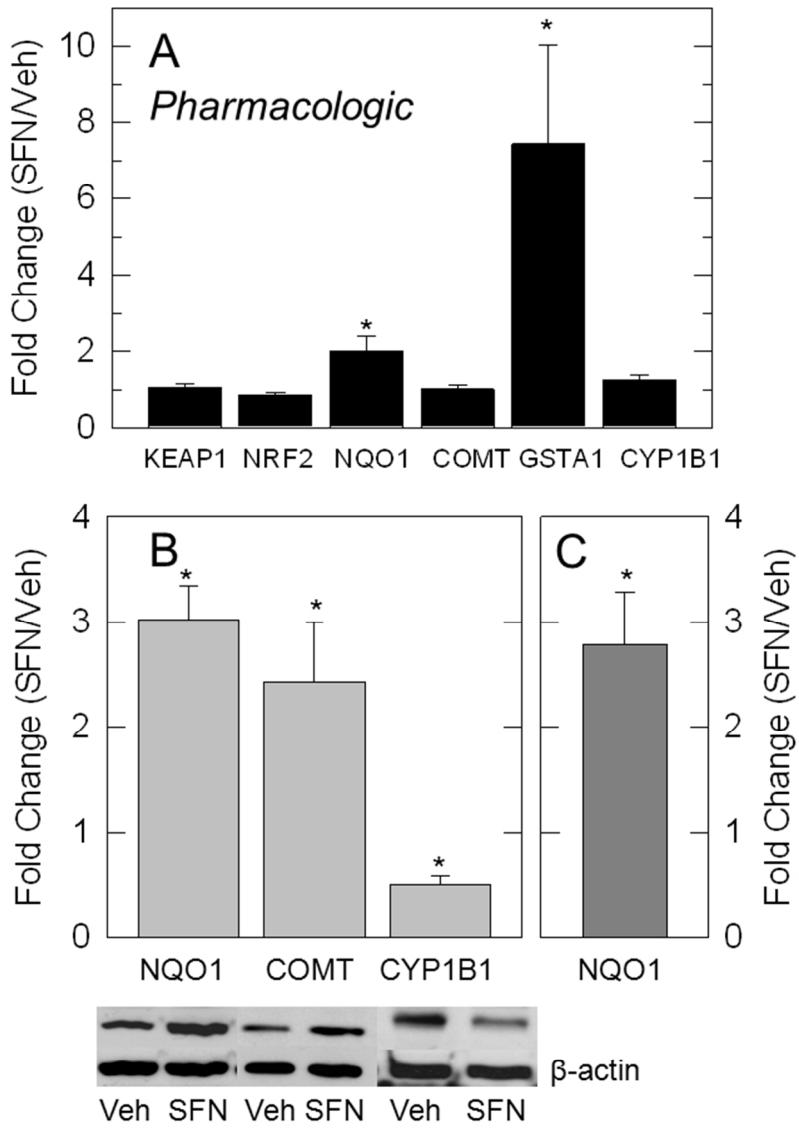 Fold Change (SFN/Veh)
10
8
6
4
2
0
A
Pharmacologic
*
*
KEAP1 NRF2 NQO1 COMT GSTA1 CYP1B1
Fold Change (SFN/Veh)
4
3
2
1
0
B
*
*
*
NQO1 COMT CYP1B1
C
*
NQO1
4
3
2
1
0
Fold Change (SFN/Veh)
β-actin
Veh SFN Veh SFN Veh SFN